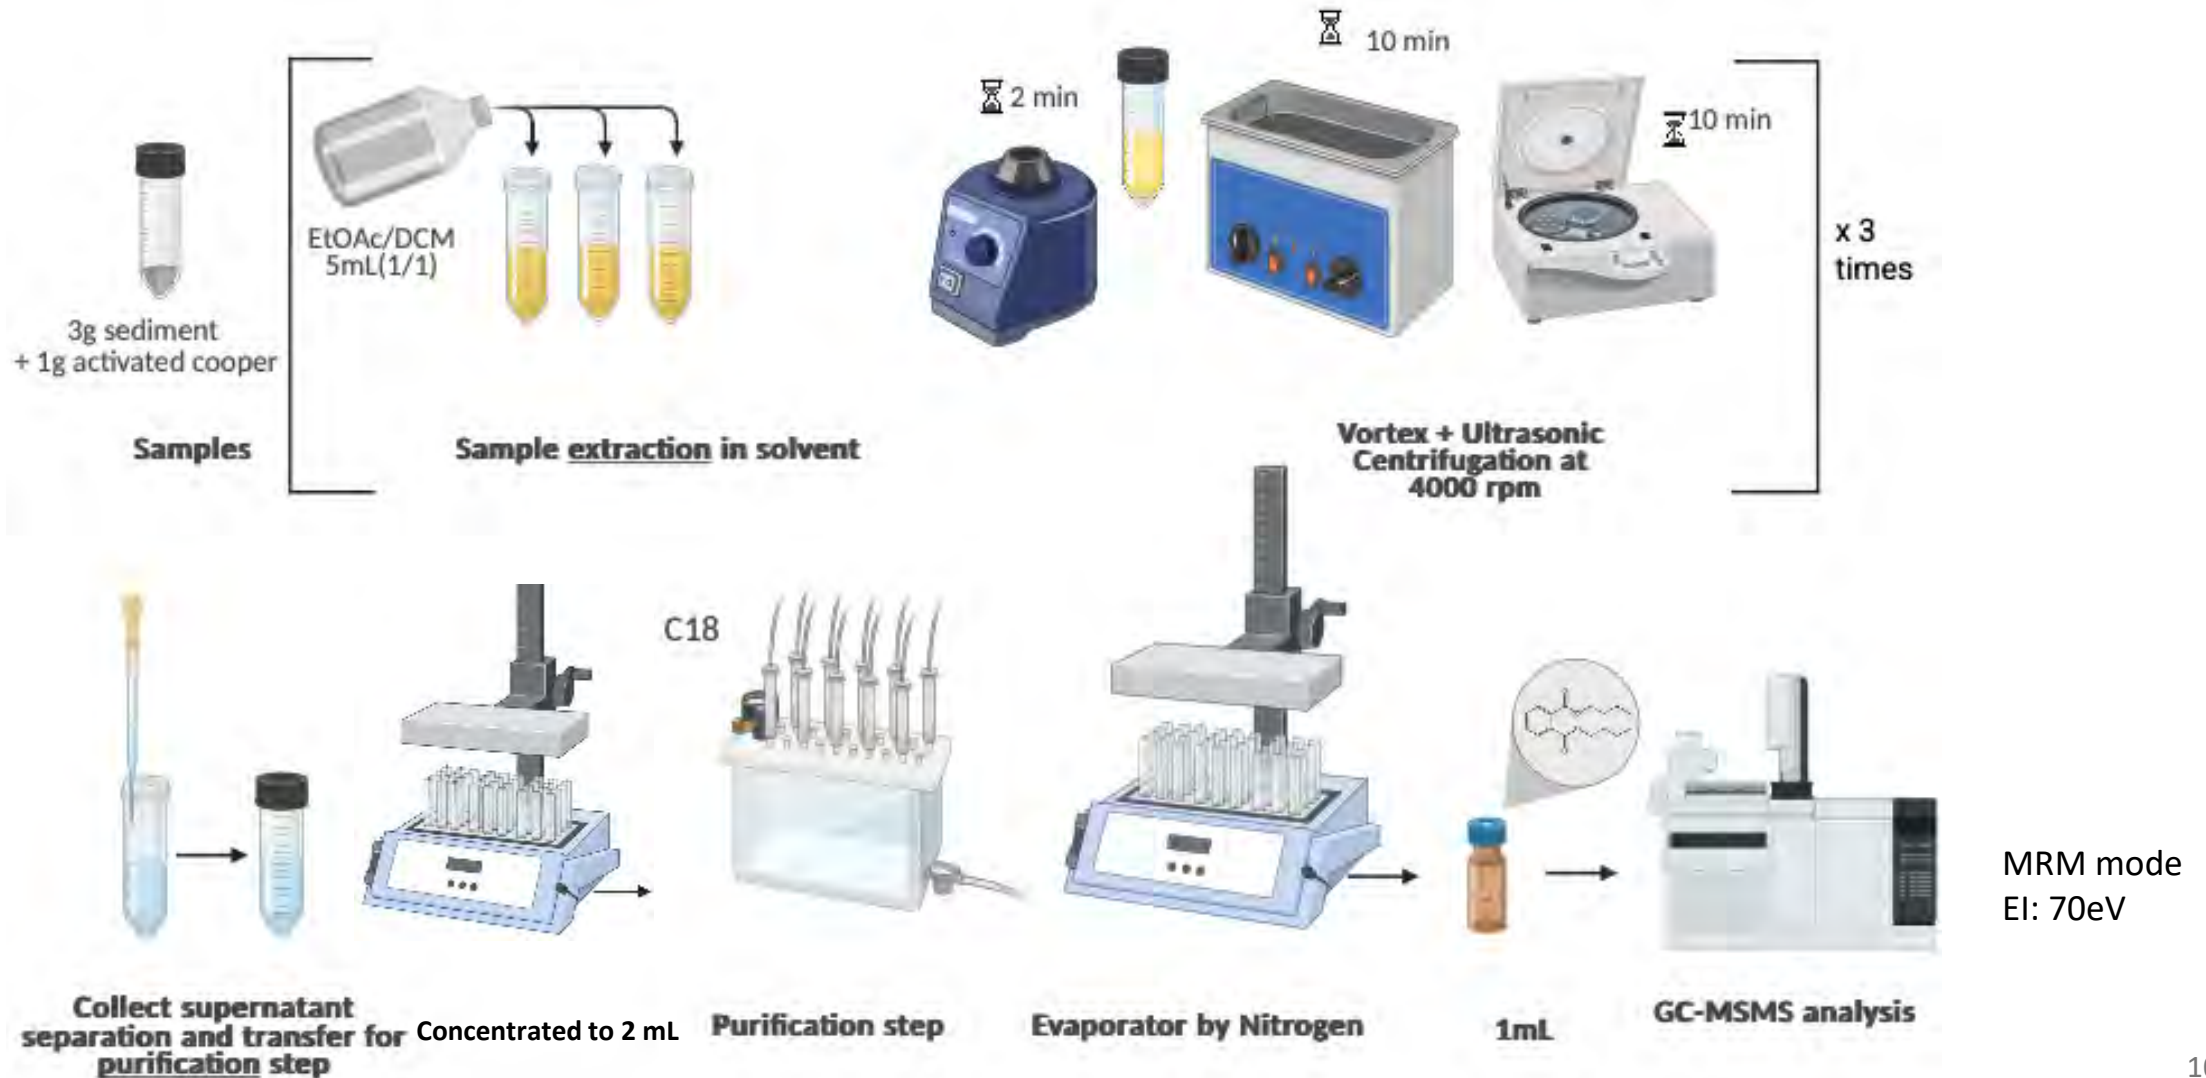 3g sediment
+ 1g activated cooper
Samples
EtOAc/DCM
5mL(1/1)
Sample extraction in solvent
2 min
10 min
10 min
Vortex + Ultrasonic
Centrifugation at
4000 rpm
x 3
times
Collect supernatant
separation and transfer for
purification step
Concentrated to 2 mL
C18
Purification step
Evaporator by Nitrogen
1mL
GC-MSMS analysis
MRM mode
EI: 70eV